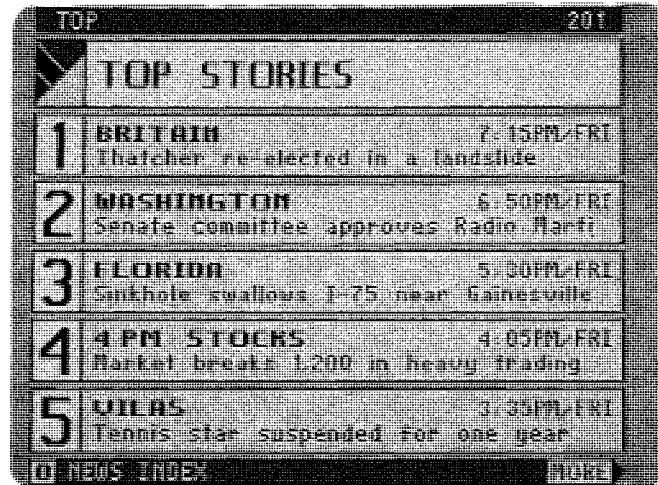 TOP 201
TOP STORIES
1 BRITAIN 7:15PM/FRI
Thatcher re-elected in a landslide
2 WASHINGTON 6:50PM/FRI
Senate committee approves Radio Marti
3 FLORIDA 5:30PM/FRI
Sinkhole swallows I-75 near Gainesville
4 4 PM STOCKS 4:05PM/FRI
Market breaks 1,200 in heavy trading
5 VILAS 3:35PM/FRI
Tennis star suspended for one year
0 NEWS INDEX MORE